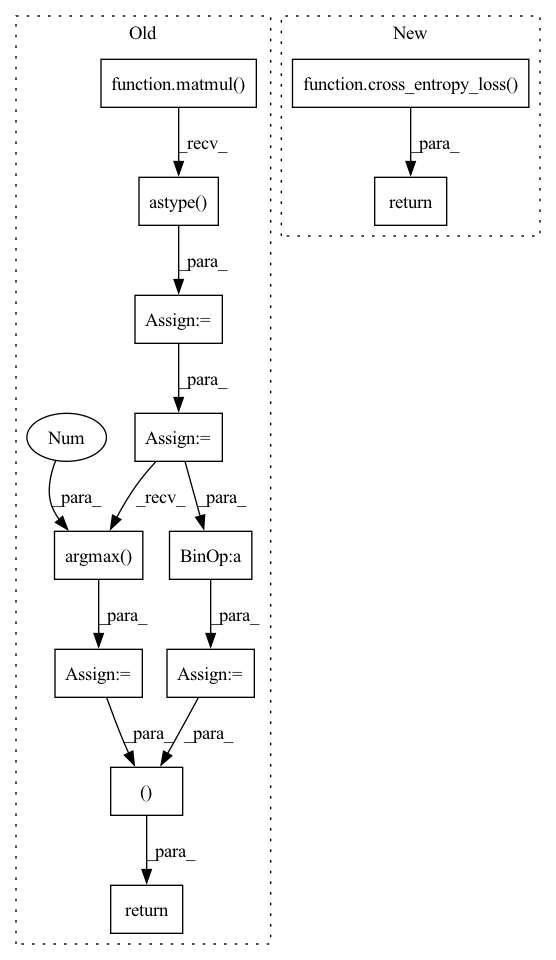 Old
New
function.matmul()
function.cross_entropy_loss()
_recv_
_para_
astype()
return
_para_
Assign:=
_para_
Num
Assign:=
_para_
_recv_
_para_
argmax()
BinOp:a
_para_
_para_
Assign:=
Assign:=
_para_
_para_
()
_para_
return